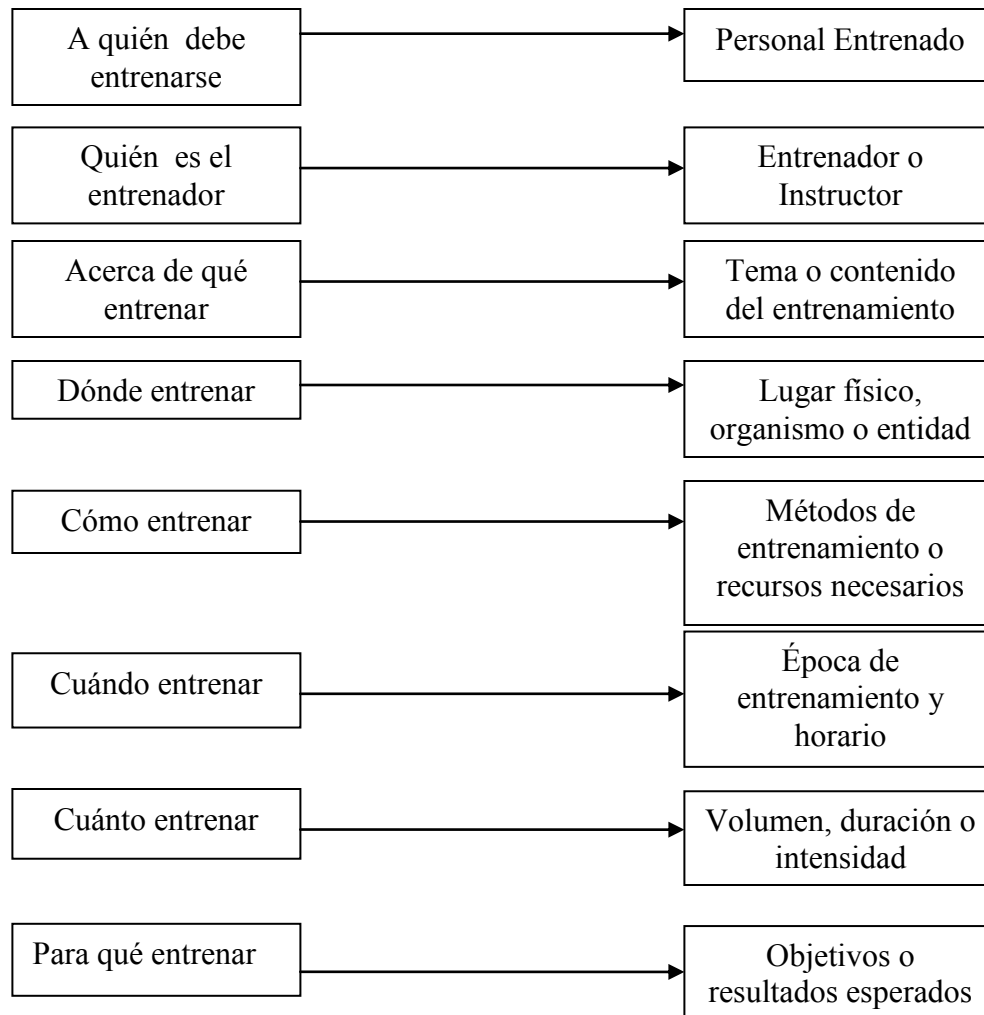 A quién debe
entrenarse
Personal Entrenado
Quién es el
entrenador
Entrenador o
Instructor
Acerca de qué
entrenar
Tema o contenido
del entrenamiento
Dónde entrenar
Lugar físico,
organismo o entidad
Cómo entrenar
Métodos de
entrenamiento o
recursos necesarios
Cuándo entrenar
Época de
entrenamiento y
horario
Cuánto entrenar
Volumen, duración o
intensidad
Para qué entrenar
Objetivos o
resultados esperados